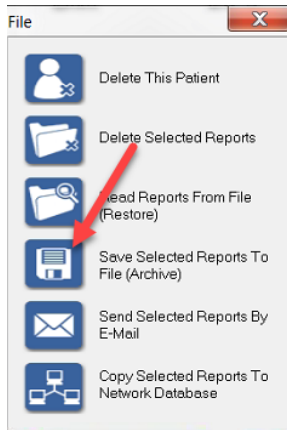 File
X
Delete This Patient
Delete Selected Reports
Read Reports From File
(Restore)
Save Selected Reports To
File (Archive)
Send Selected Reports By
E-Mail
Copy Selected Reports To
Network Database